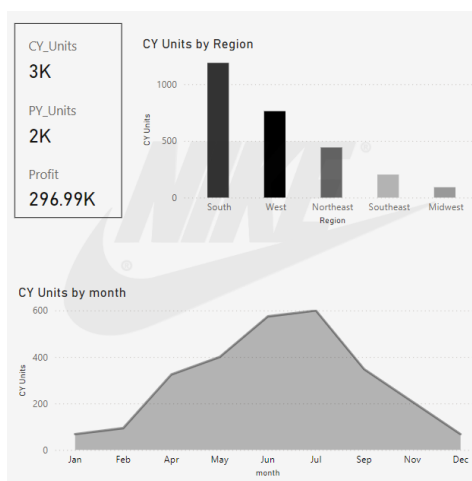 CY_Units
3K
PY_Units
2K
Profit
296.99K
CY Units by Region
CY Units
1000
500
0
South West Northeast Southeast Midwest
Region
NIKE
®
®
CY Units by month
CY Units
600
400
200
0
Jan Feb Apr May Jun Jul Sep Nov Dec
month